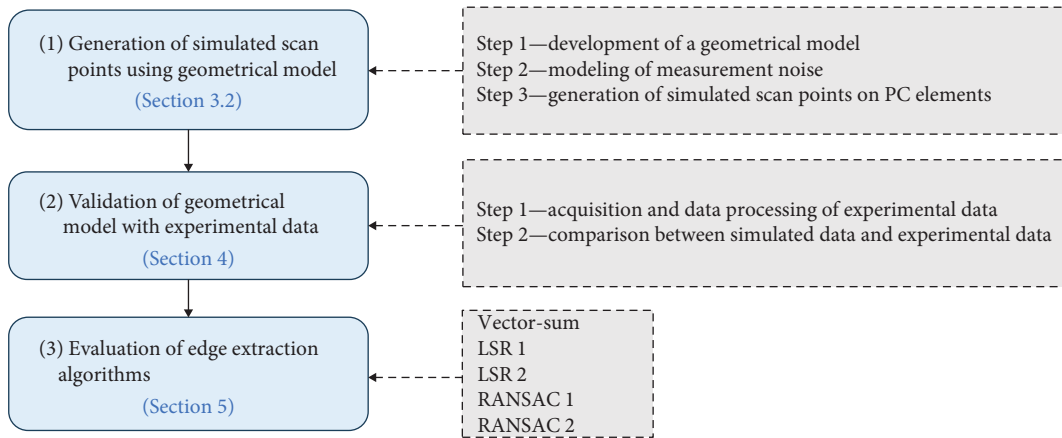 (1) Generation of simulated scan
points using geometrical model
(Section 3.2)
Step 1—development of a geometrical model
Step 2—modeling of measurement noise
Step 3—generation of simulated scan points on PC elements
(2) Validation of geometrical
model with experimental data
(Section 4)
Step 1—acquisition and data processing of experimental data
Step 2—comparison between simulated data and experimental data
(3) Evaluation of edge extraction
algorithms
(Section 5)
Vector-sum
LSR 1
LSR 2
RANSAC 1
RANSAC 2